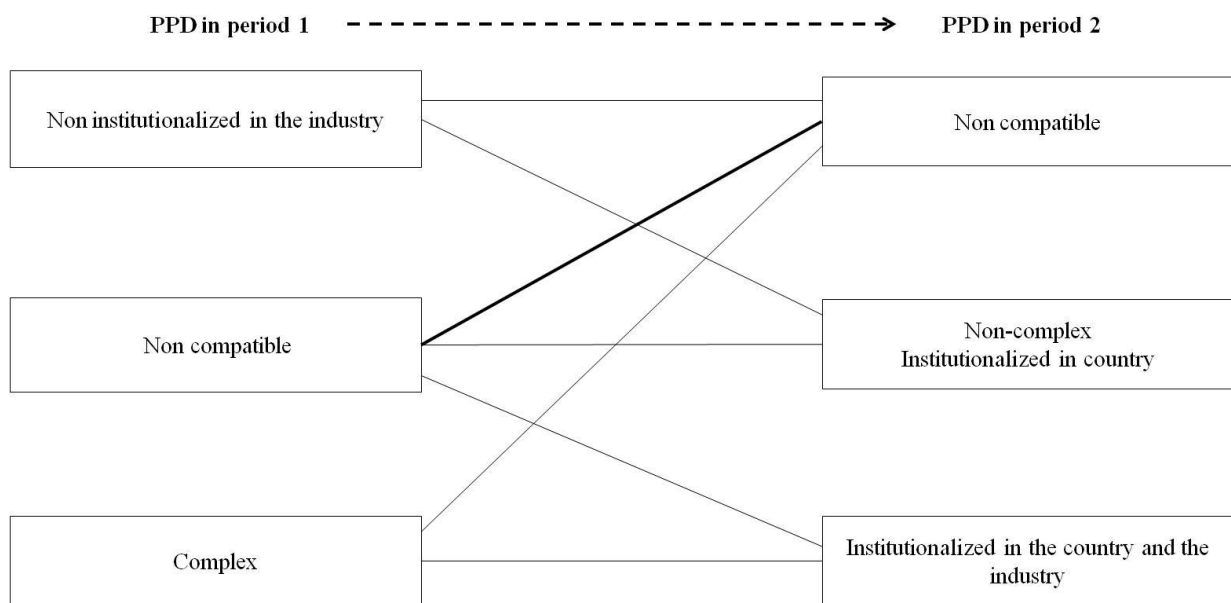 PPD in period 1
PPD in period 2
Non institutionalized in the industry
Non compatible
Non compatible
Non-complex
Institutionalized in country
Complex
Institutionalized in the country and the
industry